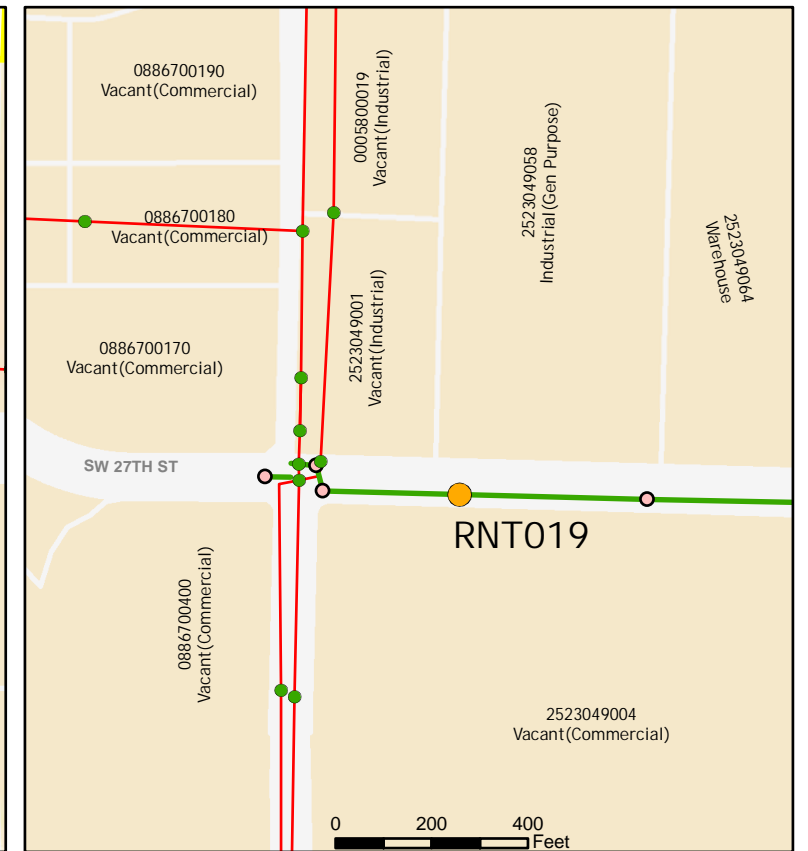 0886700190
Vacant(Commercial)
0005800019
Vacant(Industrial)
2523049058
Industrial(Gen Purpose)
2523049064
Warehouse
0886700180
Vacant(Commercial)
2523049001
Vacant(Industrial)
0886700170
Vacant(Commercial)
SW 27TH ST
RNT019
0886700400
Vacant(Commercial)
2523049004
Vacant(Commercial)
0 200 400
Feet